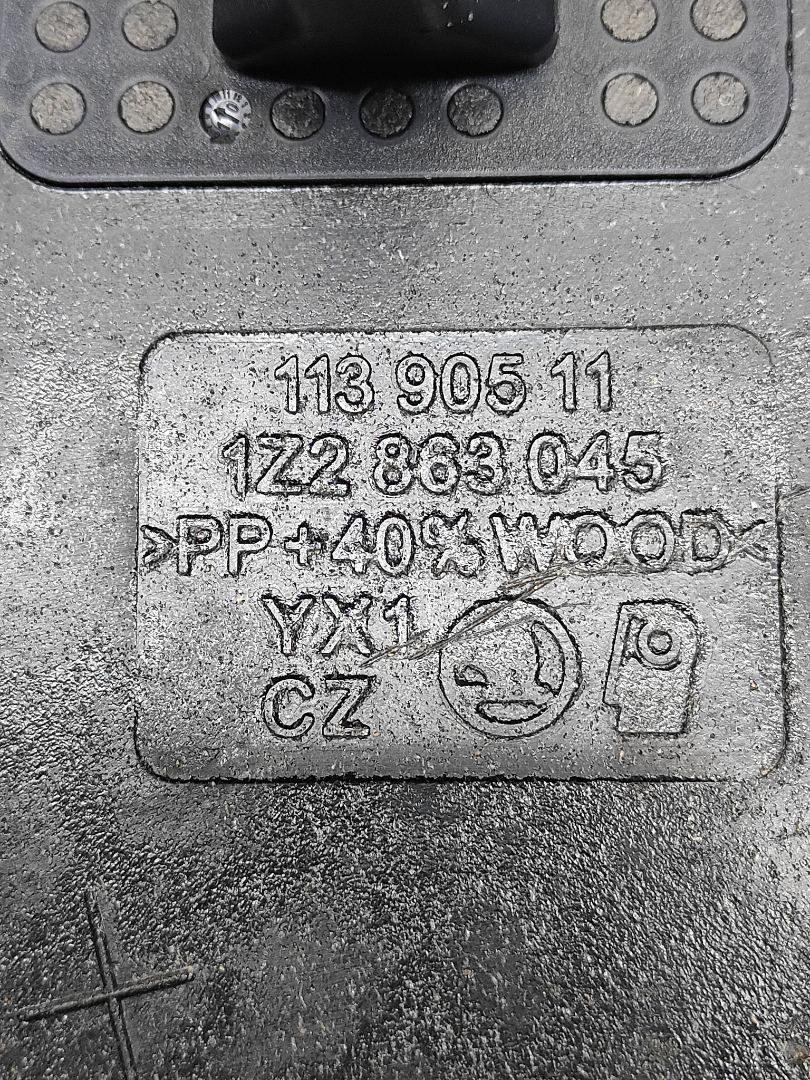 113 905 11
1Z2 863 045
>PP+40%WOOD<
YX1
CZ